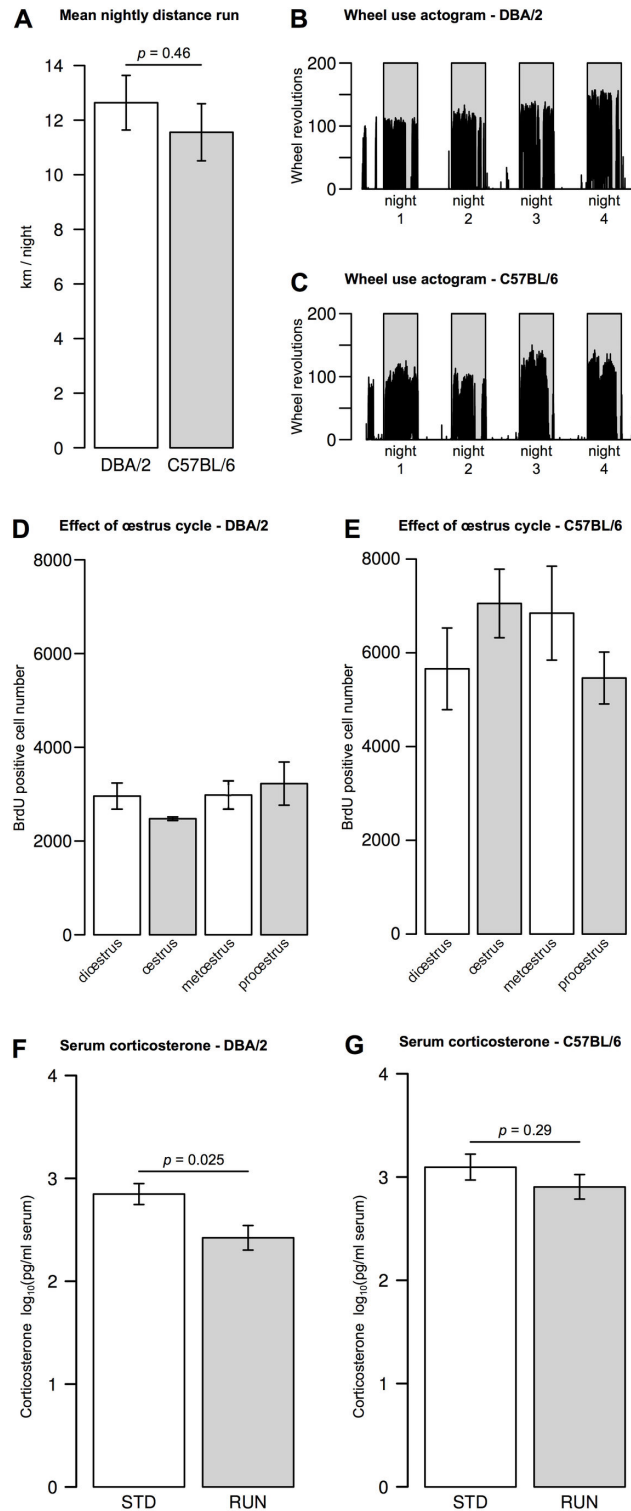 A
Mean nightly distance run
p = 0.46
14
12
10
8
6
4
2
0
km / night
DBA/2
C57BL/6
B
Wheel use actogram - DBA/2
200
100
0
Wheel revolutions
night
1
night
2
night
3
night
4
C
Wheel use actogram - C57BL/6
200
100
0
Wheel revolutions
night
1
night
2
night
3
night
4
D
Effect of œstrus cycle - DBA/2
8000
6000
4000
2000
0
BrdU positive cell number
diœstrus
œstrus
metœstrus
proœstrus
E
Effect of œstrus cycle - C57BL/6
8000
6000
4000
2000
0
BrdU positive cell number
diœstrus
œstrus
metœstrus
proœstrus
F
Serum corticosterone - DBA/2
4
3
2
1
0
p = 0.025
Corticosterone log₁₀(pg/ml serum)
STD
RUN
G
Serum corticosterone - C57BL/6
4
3
2
1
0
p = 0.29
Corticosterone log₁₀(pg/ml serum)
STD
RUN